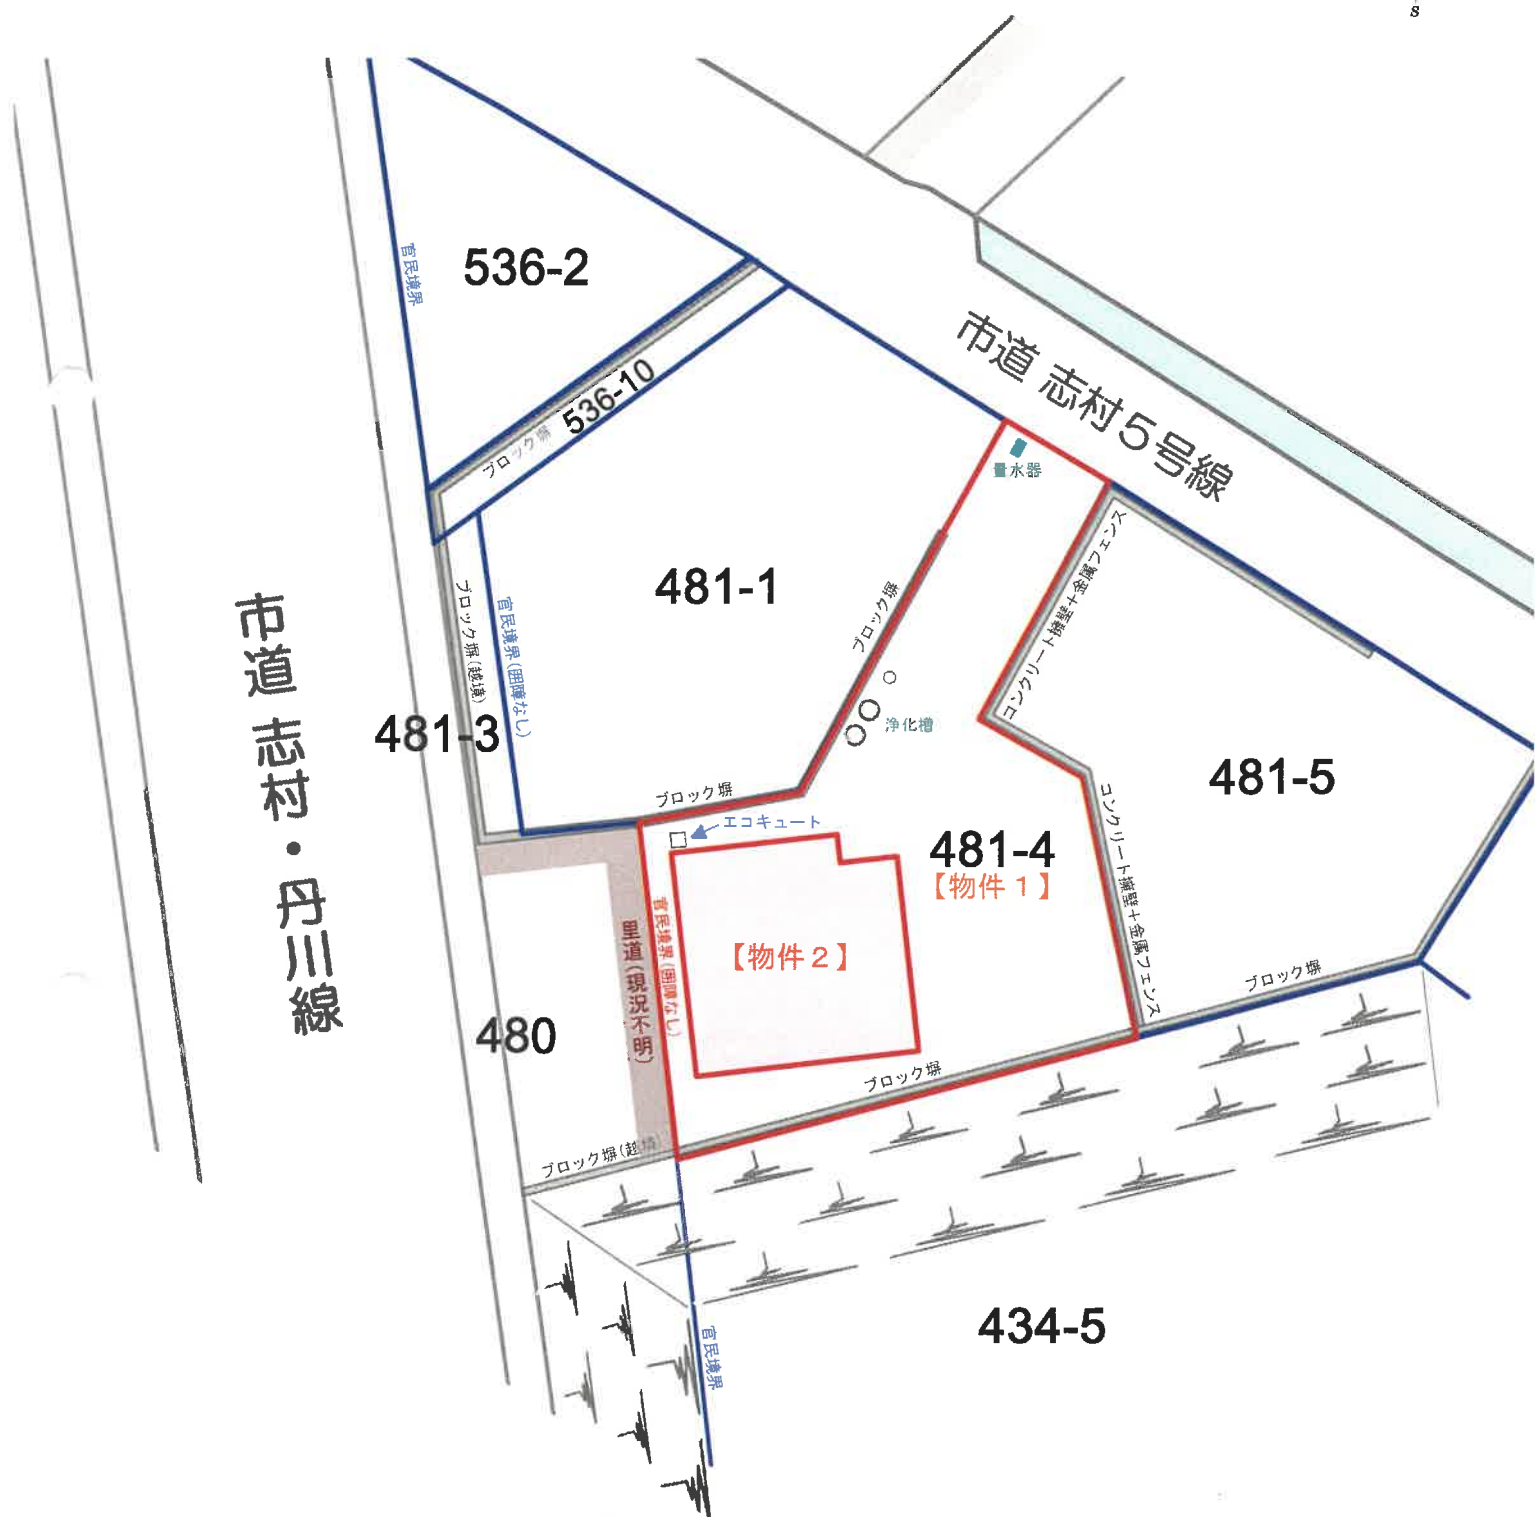 s
官民境界
536-2
536-10
ブロック塀
市道 志村５号線
量水器
コンクリート擁壁＋金属フェンス
481-1
ブロック塀
浄化槽
ブロック塀(越境)
官民境界(囲障なし)
市道 志村・丹川線
481-3
481-5
ブロック塀
エコキュート
481-4
【物件１】
コンクリート擁壁＋金属フェンス
【物件２】
官民境界(囲障なし)
里道(現況不明)
480
ブロック塀
ブロック塀
ブロック塀(越境)
434-5
官民境界